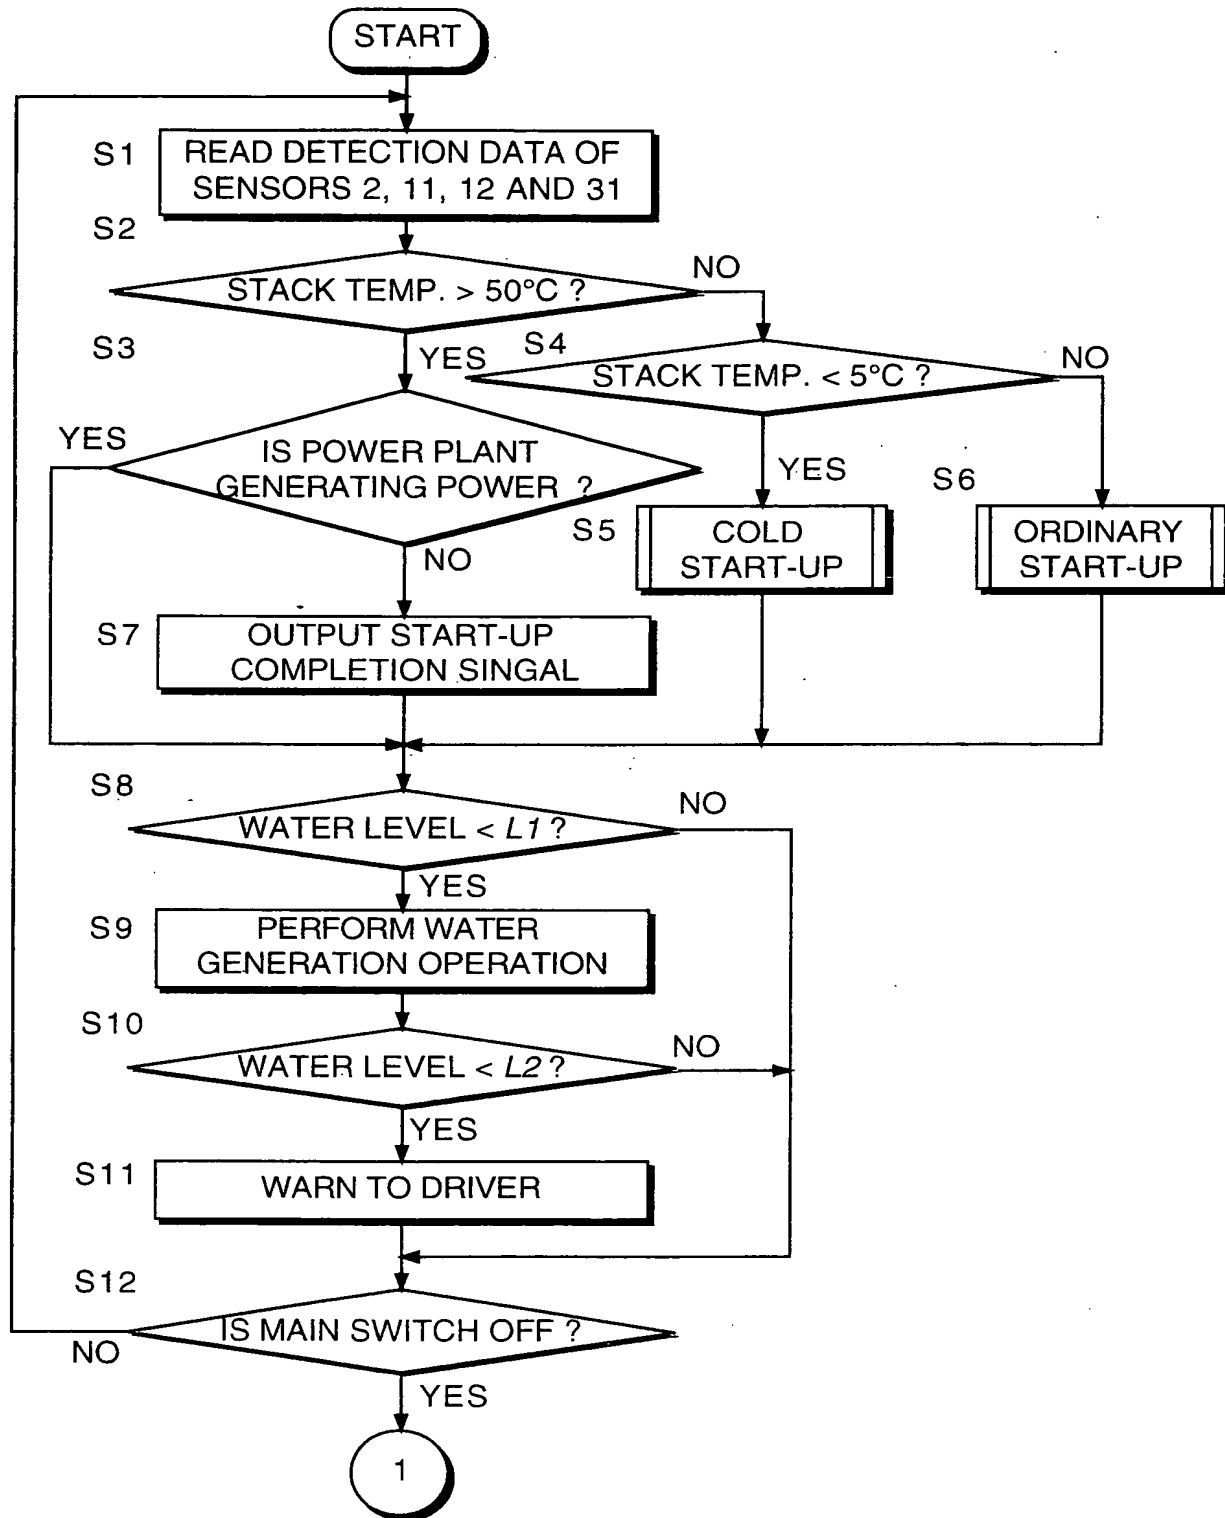 START
S1
READ DETECTION DATA OF
SENSORS 2, 11, 12 AND 31
S2
STACK TEMP. > 50°C ?
NO
S3
YES
S4
STACK TEMP. < 5°C ?
NO
YES
IS POWER PLANT
GENERATING POWER ?
YES
S5
COLD
START-UP
S6
ORDINARY
START-UP
NO
S7
OUTPUT START-UP
COMPLETION SINGAL
S8
WATER LEVEL < L1 ?
NO
YES
S9
PERFORM WATER
GENERATION OPERATION
S10
WATER LEVEL < L2 ?
NO
YES
S11
WARN TO DRIVER
S12
IS MAIN SWITCH OFF ?
NO
YES
1